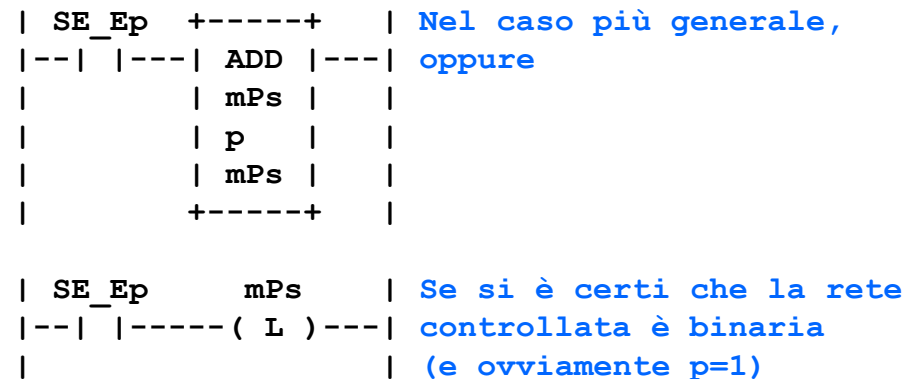 | SE_Ep  +-----+   | Nel caso più generale,
|--| |---| ADD |---| oppure
|        | mPs |   |
|        | p   |   |
|        | mPs |   |
|        +-----+   |
| SE_Ep     mPs    | Se si è certi che la rete
|--| |-----( L )---| controllata è binaria
|                  | (e ovviamente p=1)